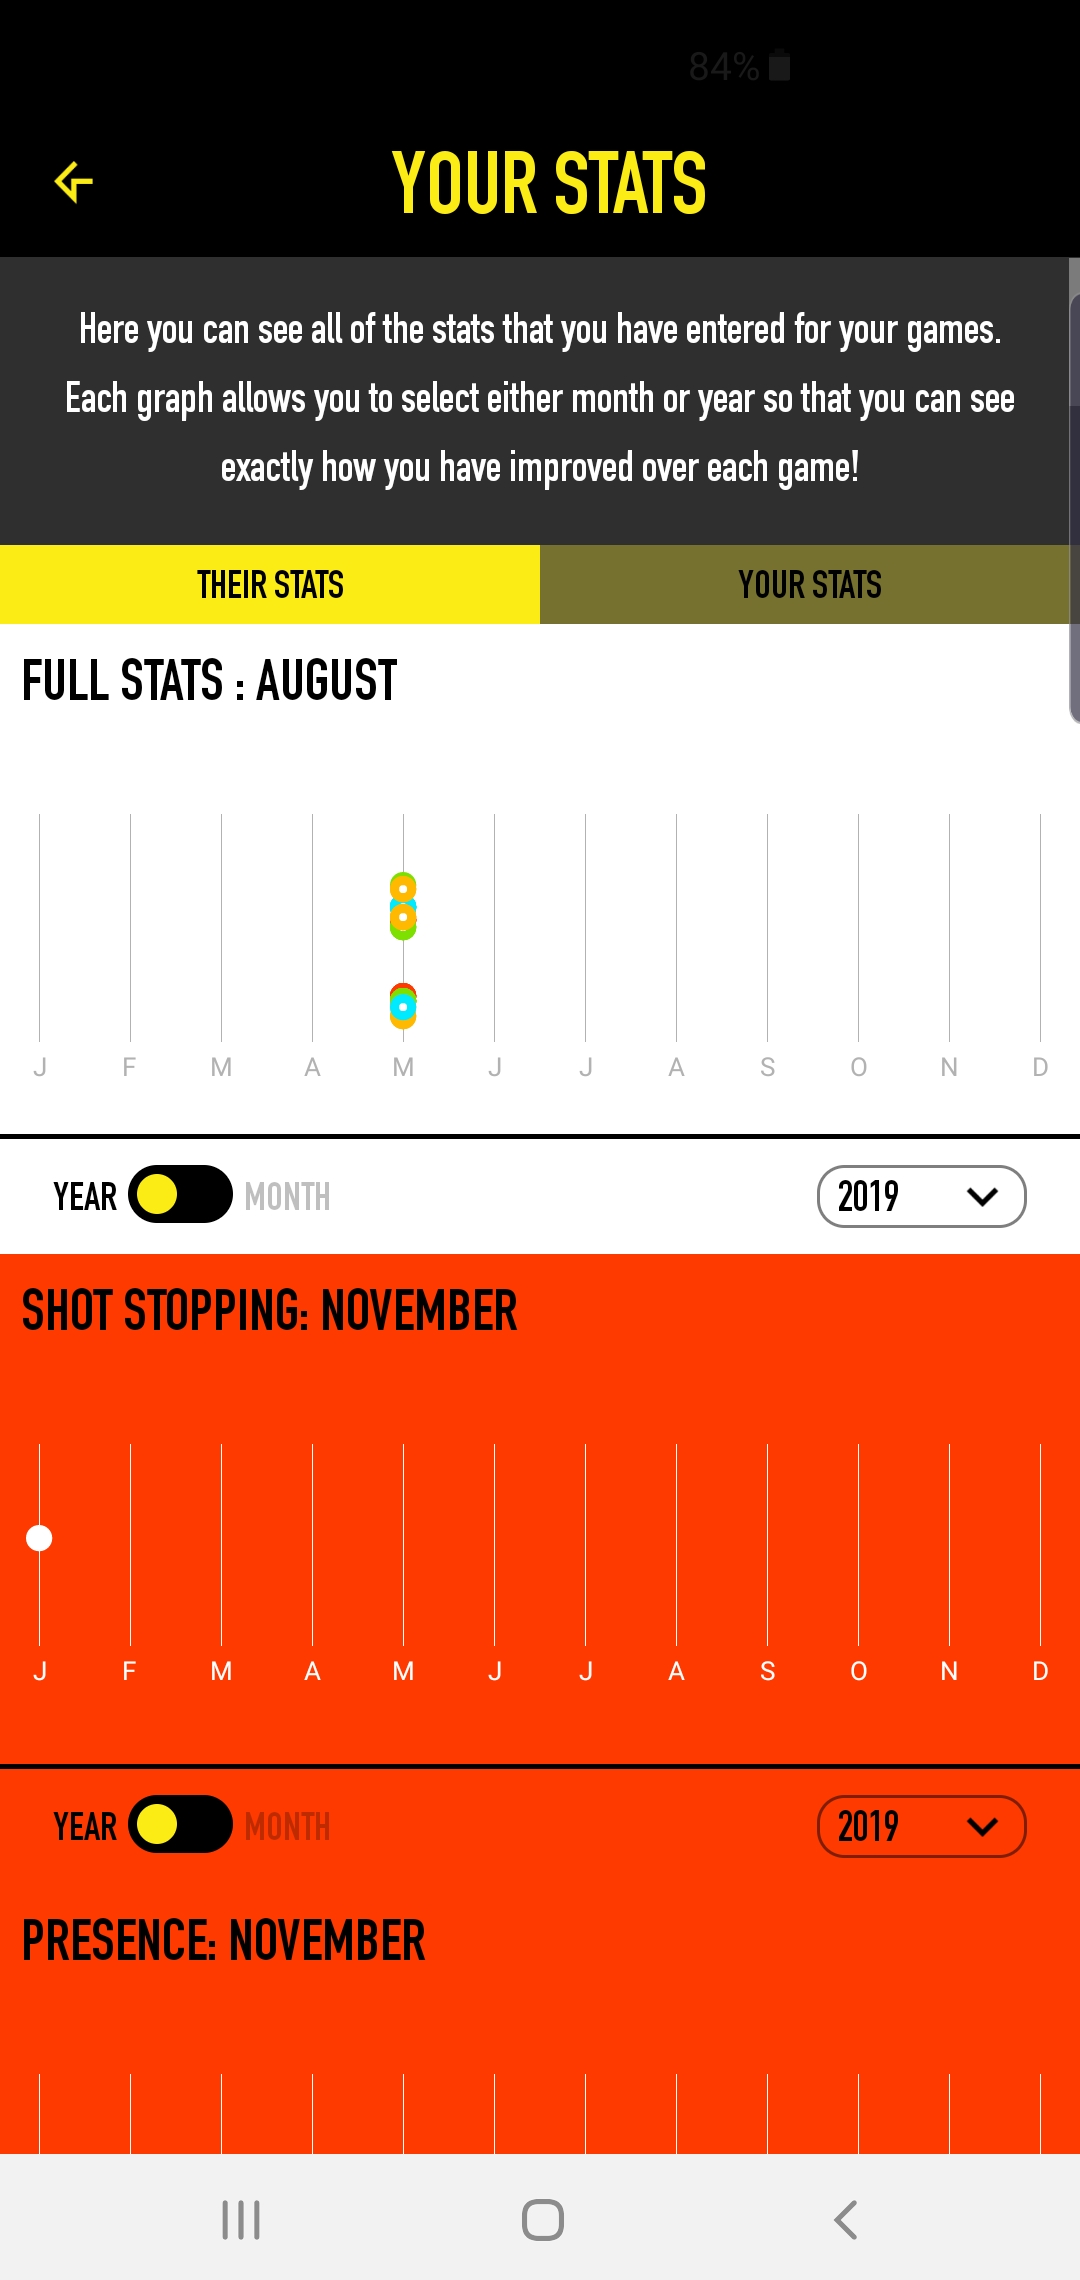 84%
YOUR STATS
Here you can see all of the stats that you have entered for your games.
Each graph allows you to select either month or year so that you can see
exactly how you have improved over each game!
THEIR STATS YOUR STATS
FULL STATS : AUGUST
J F M A M J J A S O N D
YEAR MONTH 2019
SHOT STOPPING: NOVEMBER
J F M A M J J A S O N D
YEAR MONTH 2019
PRESENCE: NOVEMBER